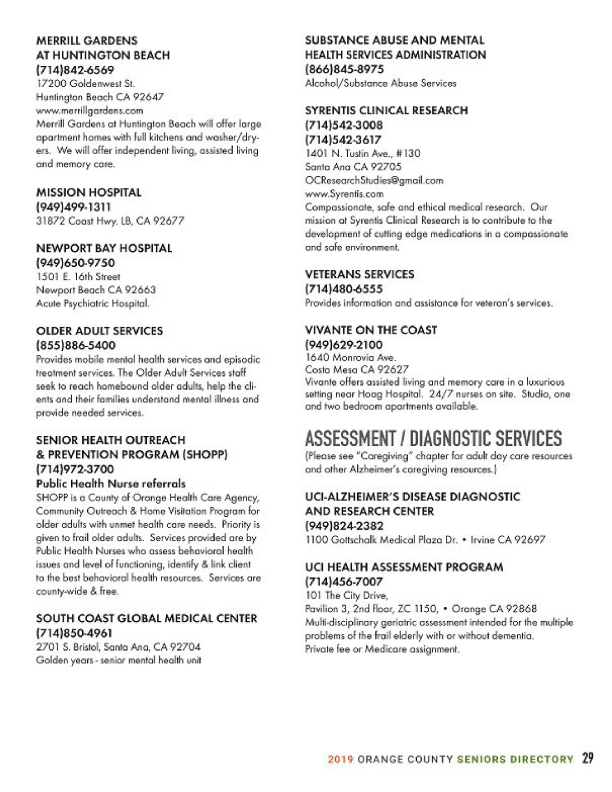 MERRILL GARDENS
AT HUNTINGTON BEACH
(714)842-6569
17200 Goldenwest St.
Huntington Beach CA 92647
www.merrillgardens.com
Merrill Gardens at Huntington Beach will offer large
apartment homes with full kitchens and washer/dry-
ers. We will offer independent living, assisted living
and memory care.
MISSION HOSPITAL
(949)499-1311
31872 Coast Hwy. LB, CA 92677
NEWPORT BAY HOSPITAL
(949)650-9750
1501 E. 16th Street
Newport Beach CA 92663
Acute Psychiatric Hospital.
OLDER ADULT SERVICES
(855)886-5400
Provides mobile mental health services and episodic
treatment services. The Older Adult Services staff
seek to reach homebound older adults, help the cli-
ents and their families understand mental illness and
provide needed services.
SENIOR HEALTH OUTREACH
& PREVENTION PROGRAM (SHOPP)
(714)972-3700
Public Health Nurse referrals
SHOPP is a County of Orange Health Care Agency,
Community Outreach & Home Visitation Program for
older adults with unmet health care needs. Priority is
given to frail older adults. Services provided are by
Public Health Nurses who assess behavioral health
issues and level of functioning, identify & link client
to the best behavioral health resources. Services are
county-wide & free.
SOUTH COAST GLOBAL MEDICAL CENTER
(714)850-4961
2701 S. Bristol, Santa Ana, CA 92704
Golden years - senior mental health unit
SUBSTANCE ABUSE AND MENTAL
HEALTH SERVICES ADMINISTRATION
(866)845-8975
Alcohol/Substance Abuse Services
SYRENTIS CLINICAL RESEARCH
(714)542-3008
(714)542-3617
1401 N. Tustin Ave., #130
Santa Ana CA 92705
OCResearchStudies@gmail.com
www.Syrentis.com
Compassionate, safe and ethical medical research. Our
mission at Syrentis Clinical Research is to contribute to the
development of cutting edge medications in a compassionate
and safe environment.
VETERANS SERVICES
(714)480-6555
Provides information and assistance for veteran's services.
VIVANTE ON THE COAST
(949)629-2100
1640 Monrovia Ave.
Costa Mesa CA 92627
Vivante offers assisted living and memory care in a luxurious
setting near Hoag Hospital. 24/7 nurses on site. Studio, one
and two bedroom apartments available.
ASSESSMENT / DIAGNOSTIC SERVICES
(Please see "Caregiving" chapter for adult day care resources
and other Alzheimer's caregiving resources.)
UCI-ALZHEIMER'S DISEASE DIAGNOSTIC
AND RESEARCH CENTER
(949)824-2382
1100 Gottschalk Medical Plaza Dr. • Irvine CA 92697
UCI HEALTH ASSESSMENT PROGRAM
(714)456-7007
101 The City Drive,
Pavilion 3, 2nd floor, ZC 1150, • Orange CA 92868
Multi-disciplinary geriatric assessment intended for the multiple
problems of the frail elderly with or without dementia.
Private fee or Medicare assignment.
2019 ORANGE COUNTY SENIORS DIRECTORY 29